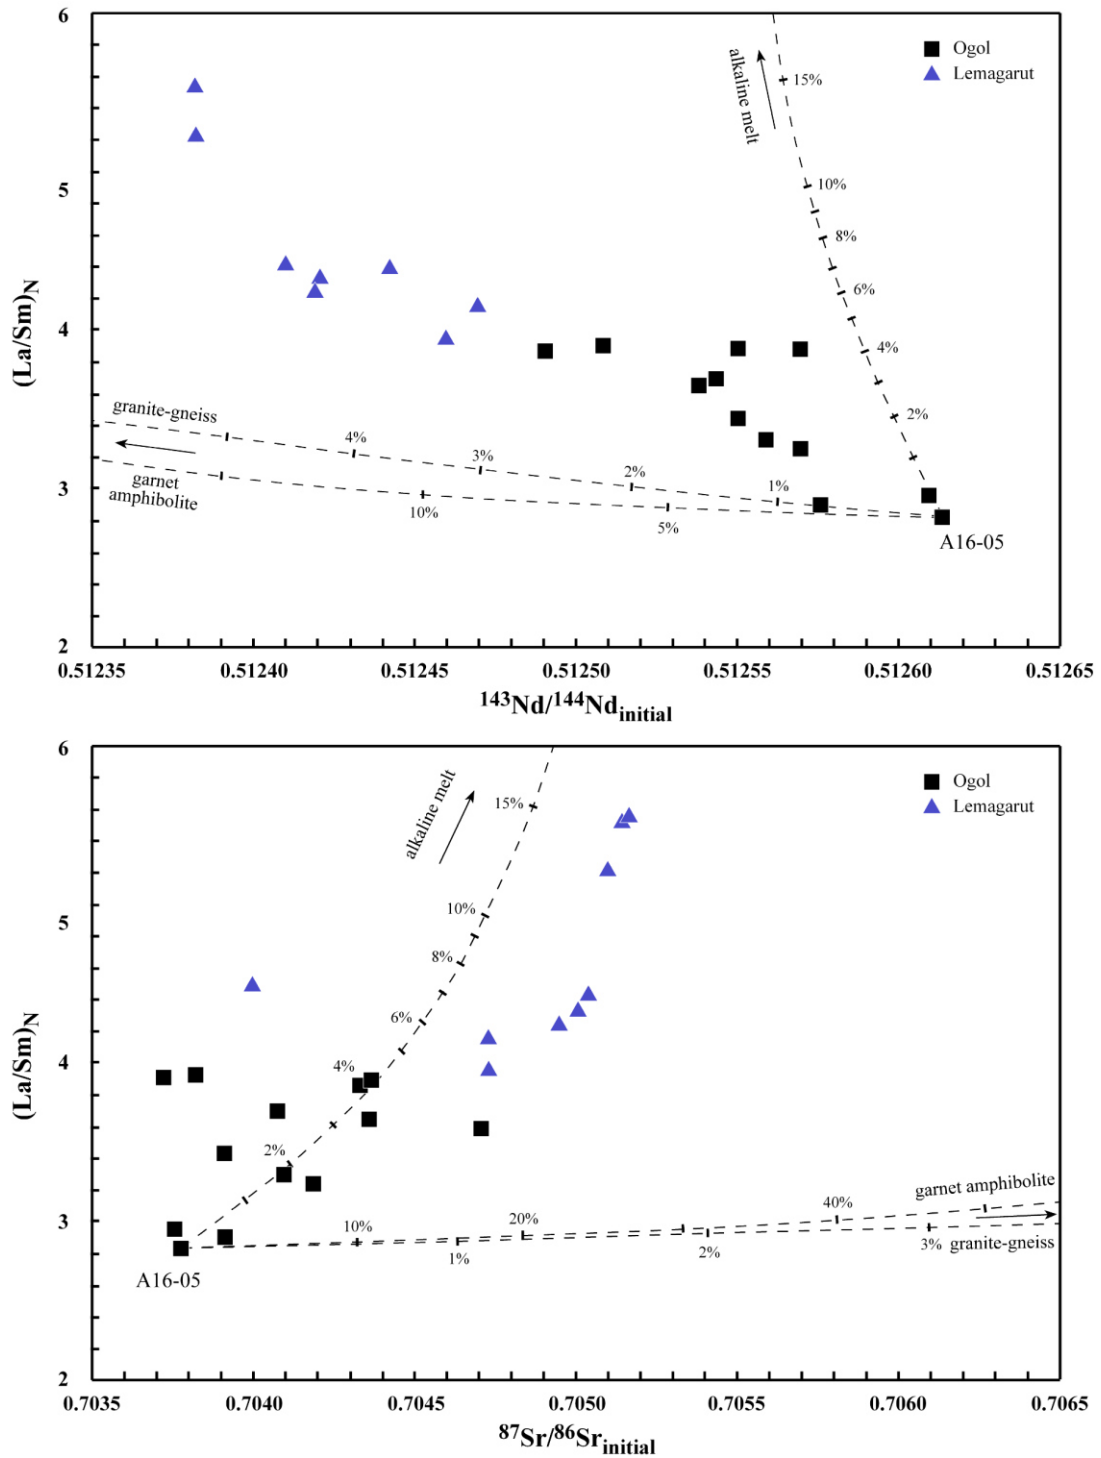 6
Ogol
Lemagarut
alkaline melt
15%
5
10%
8%
6%
4
4%
2%
(La/Sm)N
granite-gneiss
4%
3%
2%
1%
3
garnet
amphibolite
10%
5%
A16-05
2
0.51235 0.51240 0.51245 0.51250 0.51255 0.51260 0.51265
143Nd/144Ndinitial
6
Ogol
Lemagarut
alkaline melt
15%
5
10%
8%
6%
4
4%
2%
(La/Sm)N
garnet amphibolite
3
10%
20%
40%
1%
2%
3% granite-gneiss
A16-05
2
0.7035 0.7040 0.7045 0.7050 0.7055 0.7060 0.7065
87Sr/86Srinitial